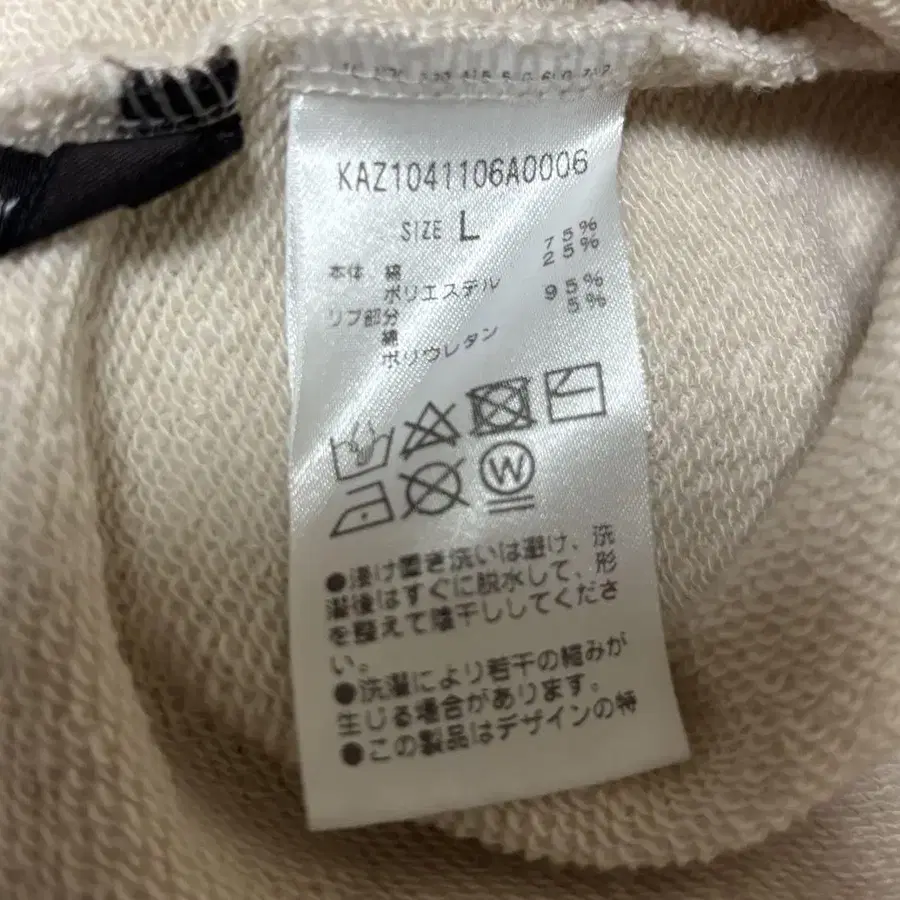 KAZ1041106A0006
SIZE L
本体 綿 75%
ポリエステル 25%
リブ部分
綿 95%
ポリウレタン 5%
W
●浸け置き洗いは避け、洗
濯後はすぐに脱水して、形
を整えて陰干ししてくださ
い。
●洗濯により若干の縮みが
生じる場合があります。
●この製品はデザインの特